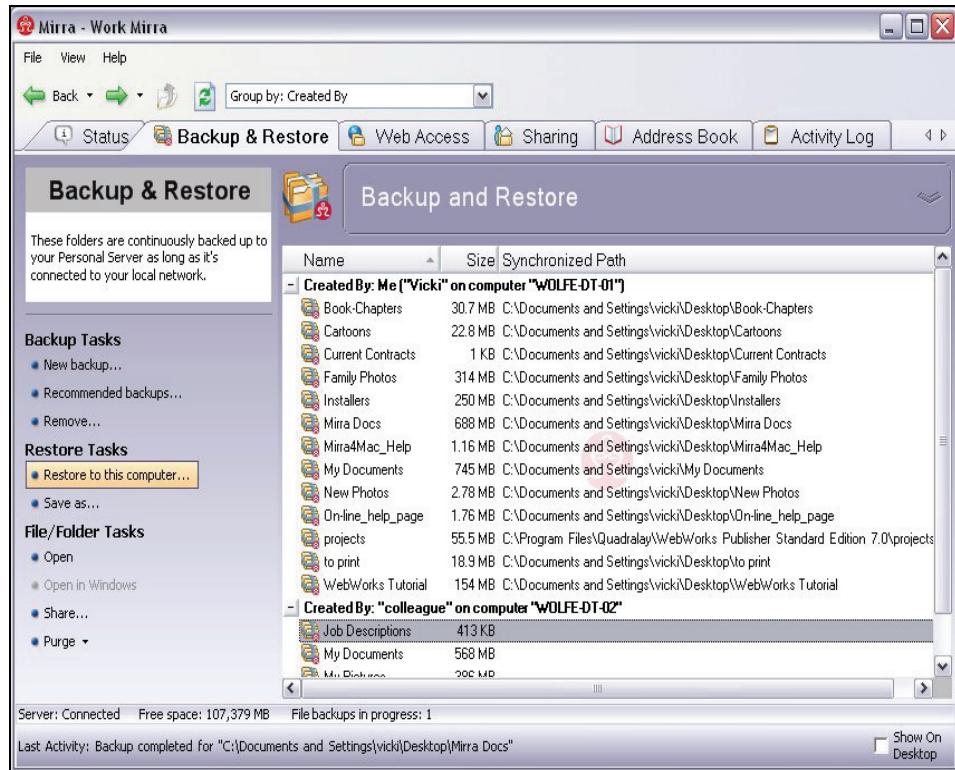 Mirra - Work Mirra
File View Help
Back Group by: Created By
Status Backup & Restore Web Access Sharing Address Book Activity Log
Backup & Restore
These folders are continuously backed up to
your Personal Server as long as it's
connected to your local network.
Backup Tasks
New backup...
Recommended backups...
Remove...
Restore Tasks
Restore to this computer...
Save as...
File/Folder Tasks
Open
Open in Windows
Share...
Purge
Backup and Restore
Name Size Synchronized Path
Created By: Me ("Vicki" on computer "WOLFE-DT-01")
Book-Chapters 30.7 MB C:\Documents and Settings\vicki\Desktop\Book-Chapters
Cartoons 22.8 MB C:\Documents and Settings\vicki\Desktop\Cartoons
Current Contracts 1 KB C:\Documents and Settings\vicki\Desktop\Current Contracts
Family Photos 314 MB C:\Documents and Settings\vicki\Desktop\Family Photos
Installers 250 MB C:\Documents and Settings\vicki\Desktop\Installers
Mirra Docs 688 MB C:\Documents and Settings\vicki\Desktop\Mirra Docs
Mirra4Mac_Help 1.16 MB C:\Documents and Settings\vicki\Desktop\Mirra4Mac_Help
My Documents 745 MB C:\Documents and Settings\vicki\My Documents
New Photos 2.78 MB C:\Documents and Settings\vicki\Desktop\New Photos
On-line_help_page 1.76 MB C:\Documents and Settings\vicki\Desktop\On-line_help_page
projects 55.5 MB C:\Program Files\Quadralay\WebWorks Publisher Standard Edition 7.0\projects
to print 18.9 MB C:\Documents and Settings\vicki\Desktop\to print
WebWorks Tutorial 154 MB C:\Documents and Settings\vicki\Desktop\WebWorks Tutorial
Created By: "colleague" on computer "WOLFE-DT-02"
Job Descriptions 413 KB
My Documents 568 MB
My Pictures 396 MB
Server: Connected Free space: 107,379 MB File backups in progress: 1
Last Activity: Backup completed for "C:\Documents and Settings\vicki\Desktop\Mirra Docs"
Show On
Desktop